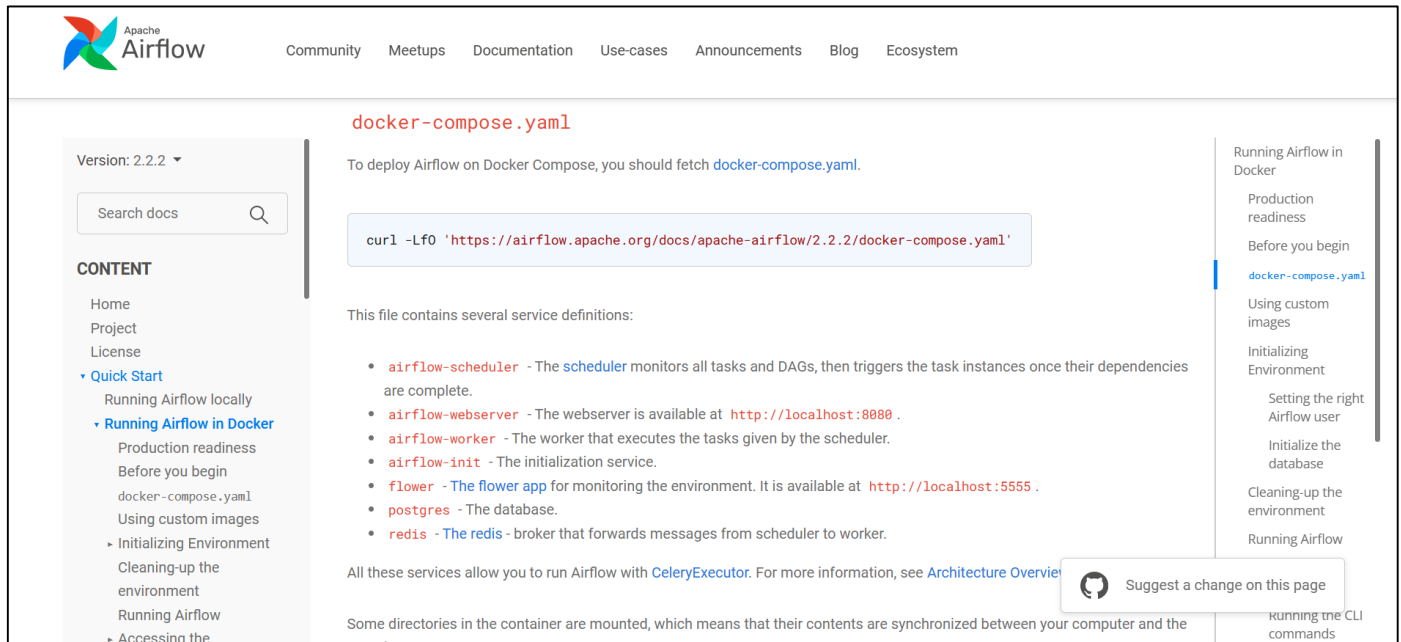 Apache
Airflow
Community Meetups Documentation Use-cases Announcements Blog Ecosystem
Version: 2.2.2
Search docs
CONTENT
Home
Project
License
Quick Start
Running Airflow locally
Running Airflow in Docker
Production readiness
Before you begin
docker-compose.yaml
Using custom images
Initializing Environment
Cleaning-up the
environment
Running Airflow
Accessing the
docker-compose.yaml
To deploy Airflow on Docker Compose, you should fetch docker-compose.yaml.
curl -LfO 'https://airflow.apache.org/docs/apache-airflow/2.2.2/docker-compose.yaml'
This file contains several service definitions:
• airflow-scheduler - The scheduler monitors all tasks and DAGs, then triggers the task instances once their dependencies
are complete.
• airflow-webserver - The webserver is available at http://localhost:8080 .
• airflow-worker - The worker that executes the tasks given by the scheduler.
• airflow-init - The initialization service.
• flower - The flower app for monitoring the environment. It is available at http://localhost:5555 .
• postgres - The database.
• redis - The redis - broker that forwards messages from scheduler to worker.
All these services allow you to run Airflow with CeleryExecutor. For more information, see Architecture
Some directories in the container are mounted, which means that their contents are synchronized between your computer and the
Running Airflow in
Docker
Production
readiness
Before you begin
docker-compose.yaml
Using custom
images
Initializing
Environment
Setting the right
Airflow user
Initialize the
database
Cleaning-up the
environment
Running Airflow
Suggest a change on this page
Running the CLI
commands